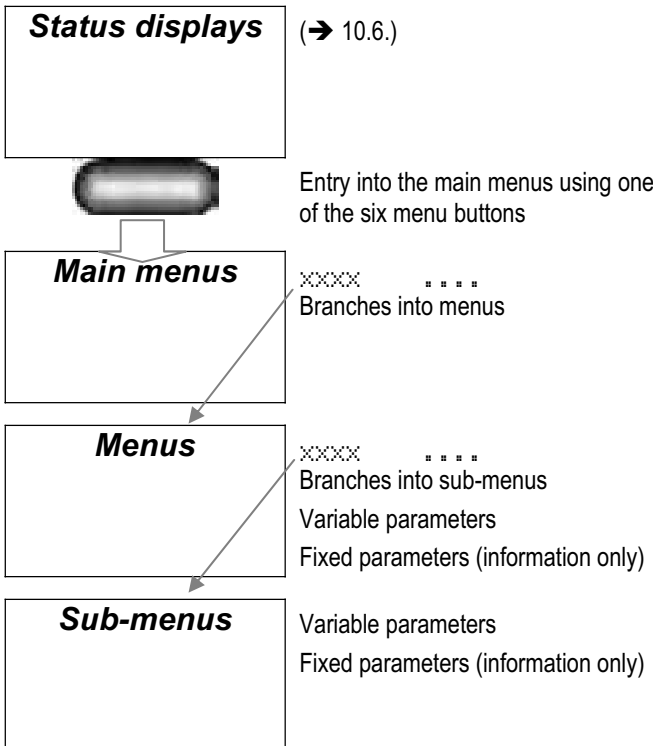 Status displays
(➔ 10.6.)
Entry into the main menus using one
of the six menu buttons
Main menus
XXXX ....
Branches into menus
Menus
XXXX ....
Branches into sub-menus
Variable parameters
Fixed parameters (information only)
Sub-menus
Variable parameters
Fixed parameters (information only)